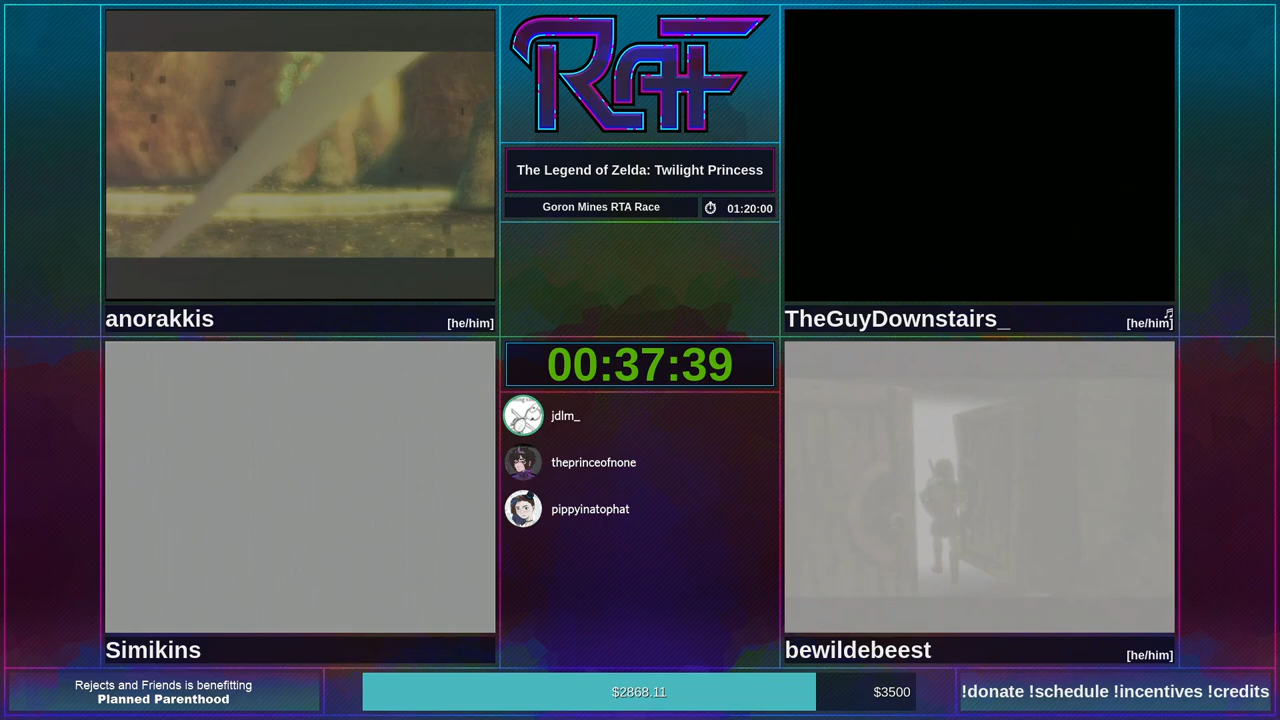 RAF
The Legend of Zelda: Twilight Princess
Goron Mines RTA Race
01:20:00
anorakkis
[he/him]
TheGuyDownstairs_
[he/him]
00:37:39
jdlm_
theprinceofnone
pippyinatophat
Simikins
bewildebeest
[he/him]
Rejects and Friends is benefitting
Planned Parenthood
$2868.11
$3500
!donate !schedule !incentives !credits